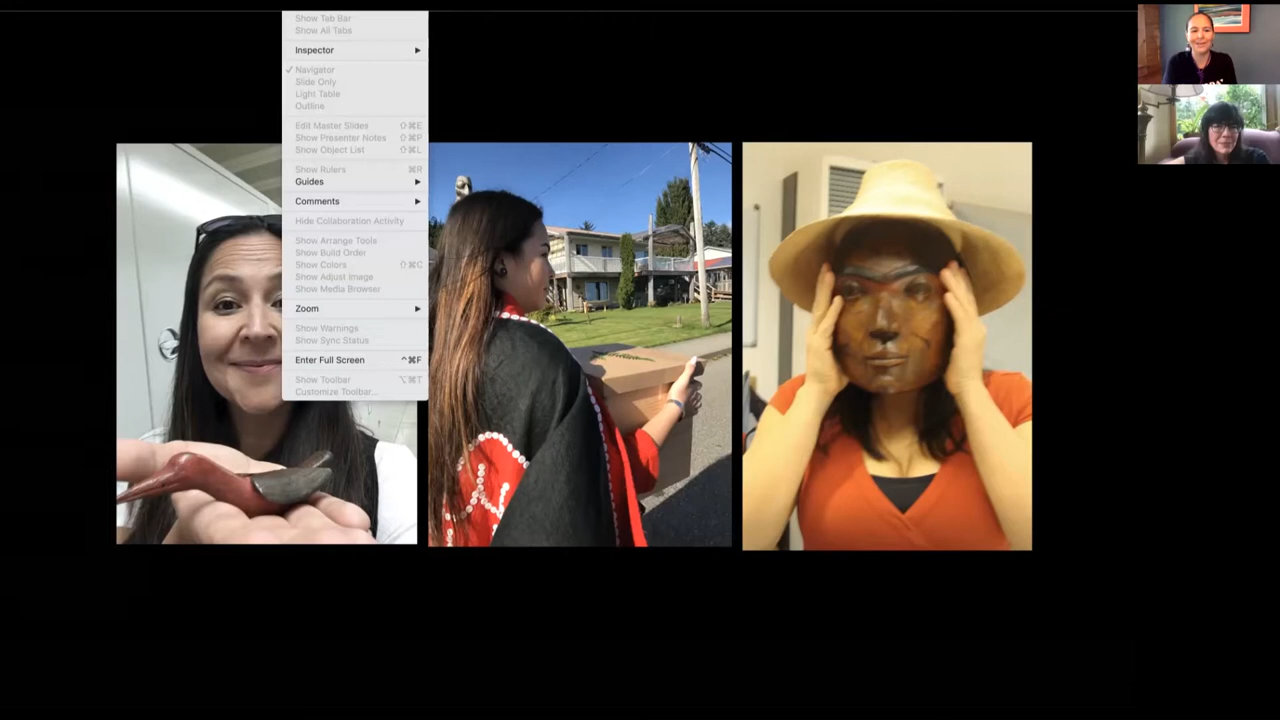 Show Tab Bar
Show All Tabs
Inspector
Navigator
Slide Only
Light Table
Outline
Edit Master Slides ⇧⌘E
Show Presenter Notes ⇧⌘P
Show Object List ⇧⌘L
Show Rulers ⌘R
Guides
Comments
Hide Collaboration Activity
Show Arrange Tools
Show Build Order
Show Colors ⇧⌘C
Show Adjust Image
Show Media Browser
Zoom
Show Warnings
Show Sync Status
Enter Full Screen ^⌘F
Show Toolbar ⌥⌘T
Customize Toolbar...